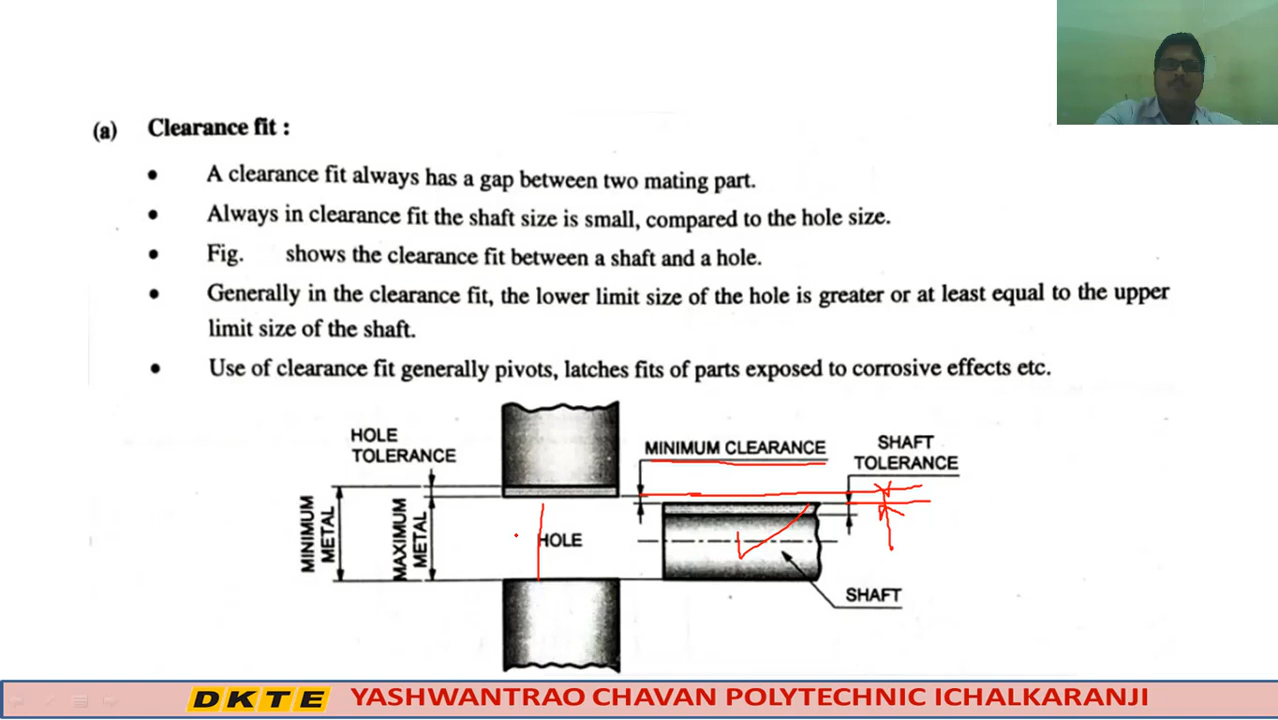 (a) Clearance fit :
• A clearance fit always has a gap between two mating part.
• Always in clearance fit the shaft size is small, compared to the hole size.
• Fig. shows the clearance fit between a shaft and a hole.
• Generally in the clearance fit, the lower limit size of the hole is greater or at least equal to the upper
limit size of the shaft.
• Use of clearance fit generally pivots, latches fits of parts exposed to corrosive effects etc.
HOLE
TOLERANCE
MINIMUM CLEARANCE
SHAFT
TOLERANCE
MINIMUM
METAL
MAXIMUM
METAL
HOLE
SHAFT
DKTE YASHWANTRAO CHAVAN POLYTECHNIC ICHALKARANJI